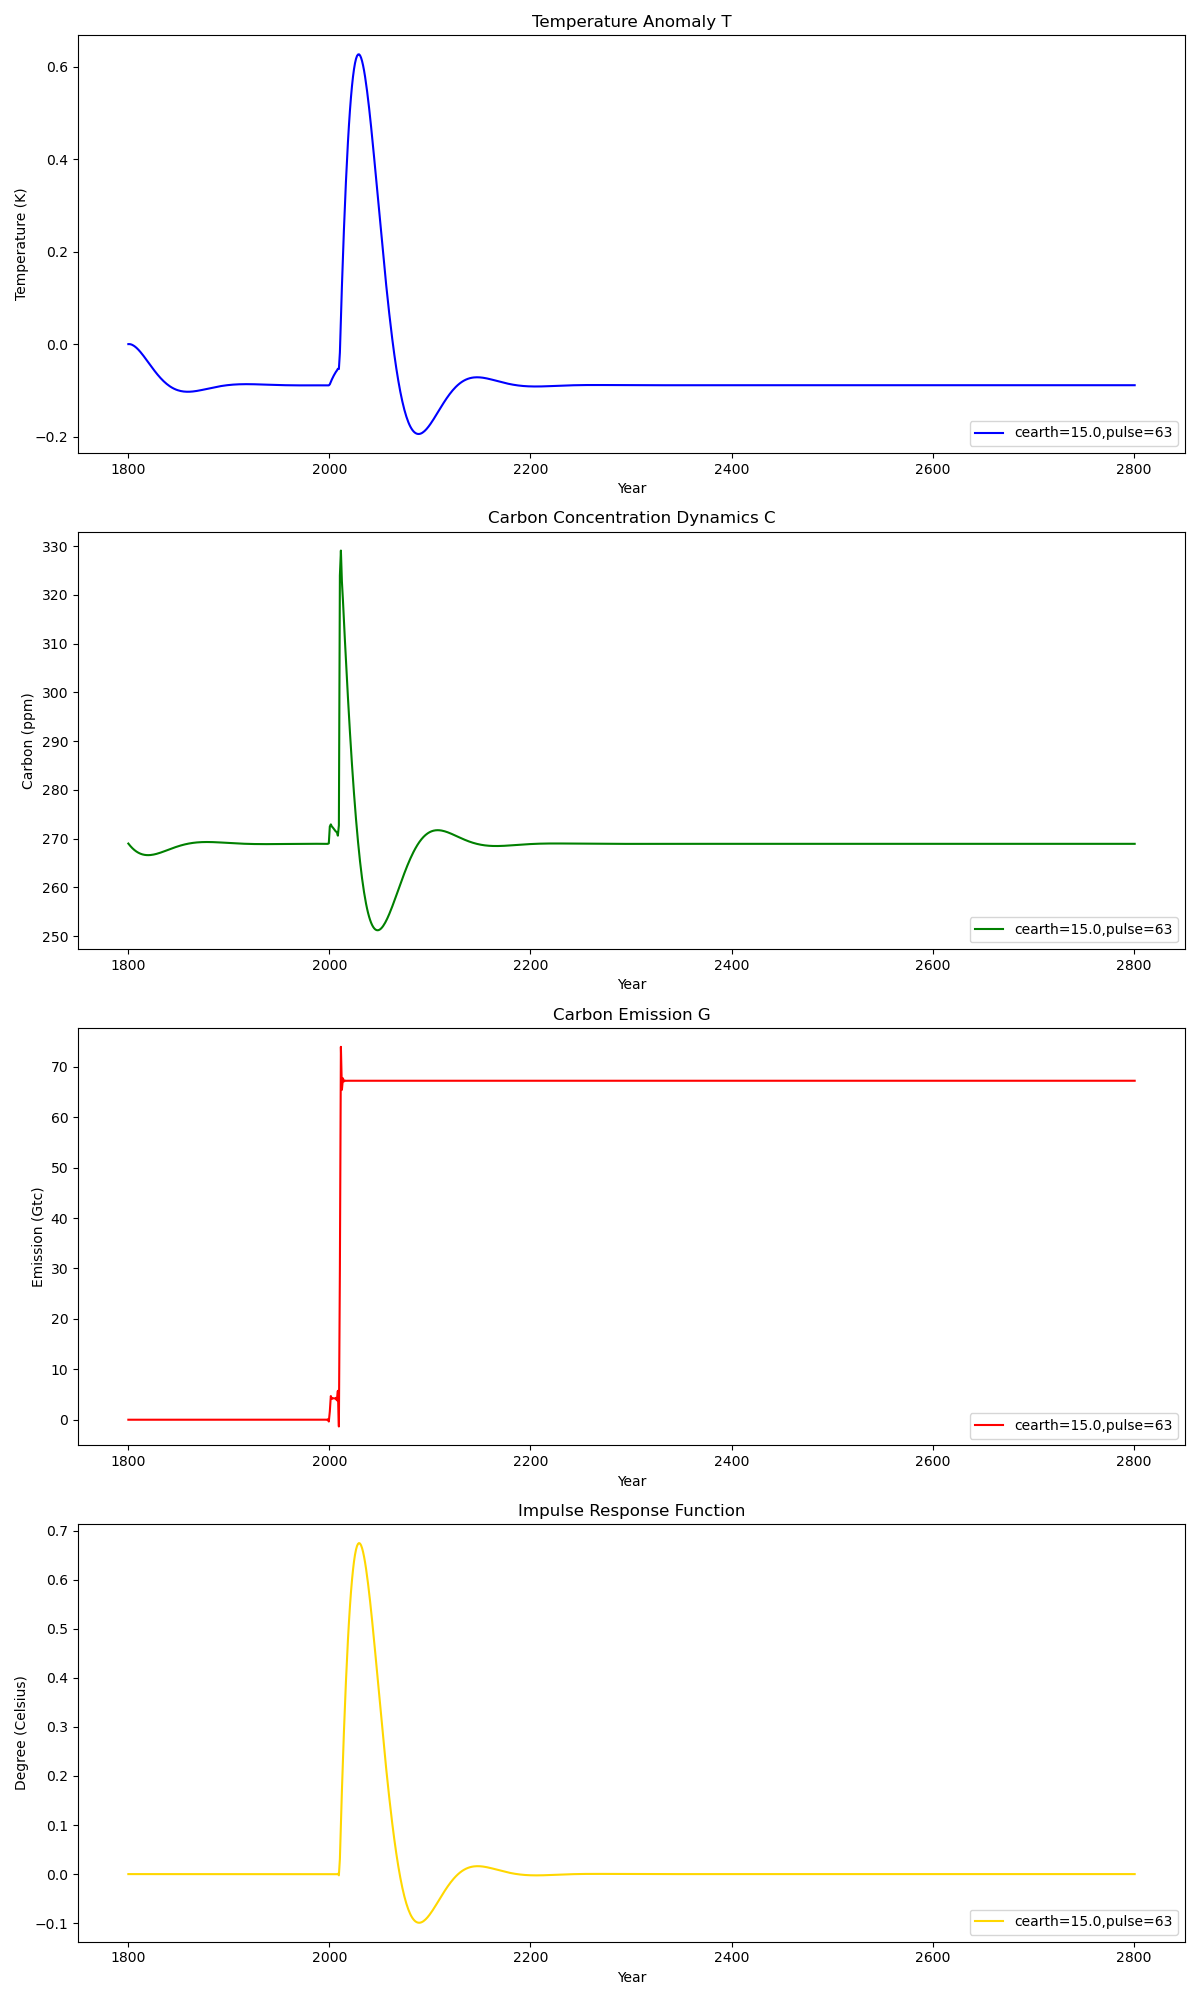 Temperature Anomaly T
Temperature (K)
0.6
0.4
0.2
0.0
−0.2
1800 2000 2200 2400 2600 2800
Year
cearth=15.0,pulse=63
Carbon Concentration Dynamics C
Carbon (ppm)
330
320
310
300
290
280
270
260
250
1800 2000 2200 2400 2600 2800
Year
cearth=15.0,pulse=63
Carbon Emission G
Emission (Gtc)
70
60
50
40
30
20
10
0
1800 2000 2200 2400 2600 2800
Year
cearth=15.0,pulse=63
Impulse Response Function
Degree (Celsius)
0.7
0.6
0.5
0.4
0.3
0.2
0.1
0.0
−0.1
1800 2000 2200 2400 2600 2800
Year
cearth=15.0,pulse=63